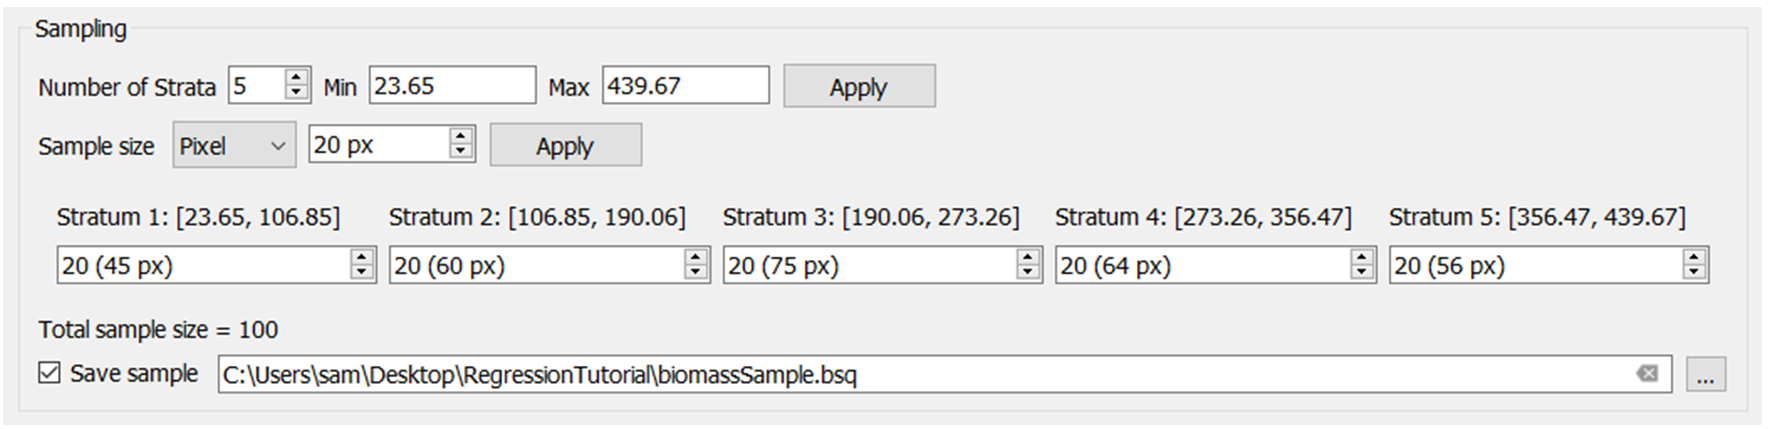 Sampling
Number of Strata 5 Min 23.65 Max 439.67 Apply
Sample size Pixel 20 px Apply
Stratum 1: [23.65, 106.85] Stratum 2: [106.85, 190.06] Stratum 3: [190.06, 273.26] Stratum 4: [273.26, 356.47] Stratum 5: [356.47, 439.67]
20 (45 px) 20 (60 px) 20 (75 px) 20 (64 px) 20 (56 px)
Total sample size = 100
Save sample C:\Users\sam\Desktop\RegressionTutorial\biomassSample.bsq ...